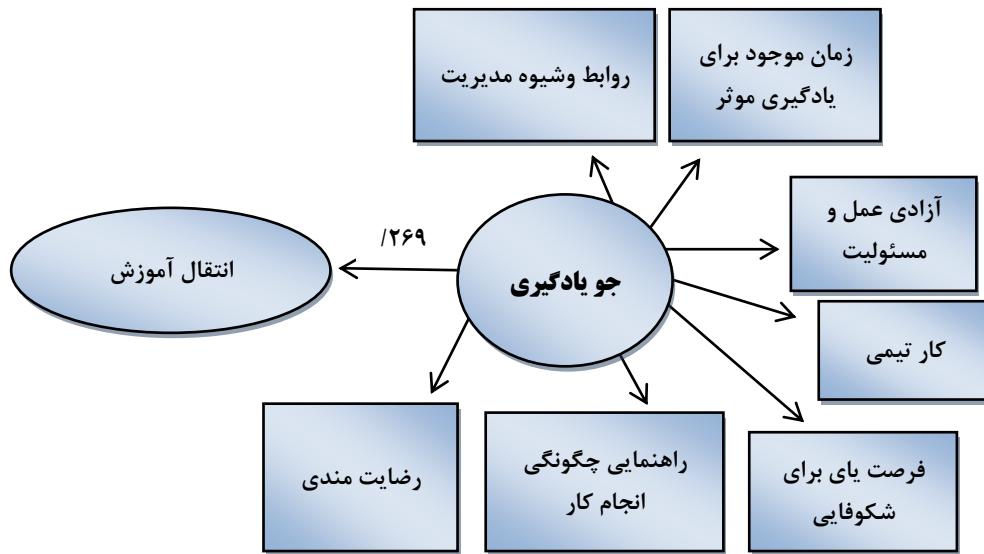 زمان موجود برای
یادگیری موثر
روابط وشیوه مدیریت
آزادی عمل و
مسئولیت
/۲۶۹
انتقال آموزش
جو یادگیری
کار تیمی
فرصت یای برای
شکوفایی
راهنمایی چگونگی
انجام کار
رضایت مندی